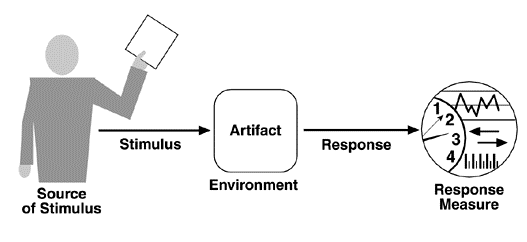 Source
of Stimulus
Stimulus
Artifact
Environment
Response
1
2
3
4
Response
Measure